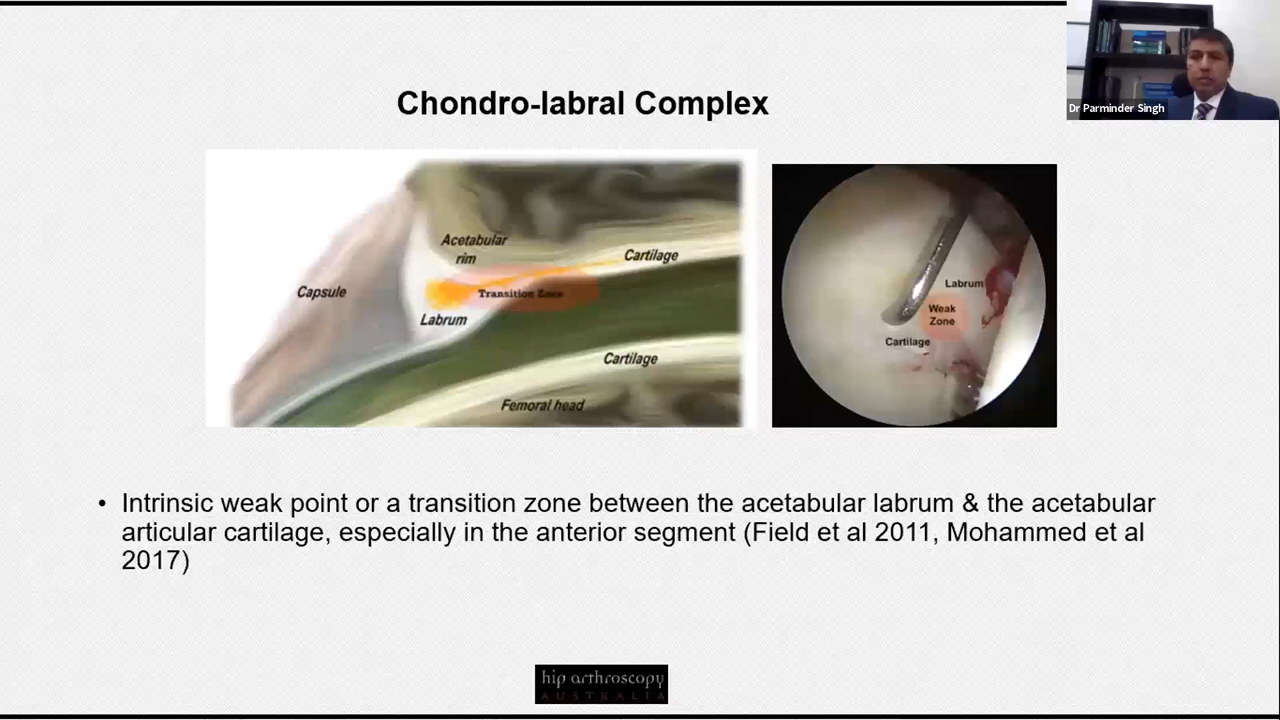 Dr Parminder Singh
Chondro-labral Complex
Acetabular
rim
Cartilage
Capsule
Transition Zone
Labrum
Cartilage
Femoral head
Labrum
Weak
Zone
Cartilage
• Intrinsic weak point or a transition zone between the acetabular labrum & the acetabular
articular cartilage, especially in the anterior segment (Field et al 2011, Mohammed et al
2017)
hip arthroscopy
AUSTRALIA